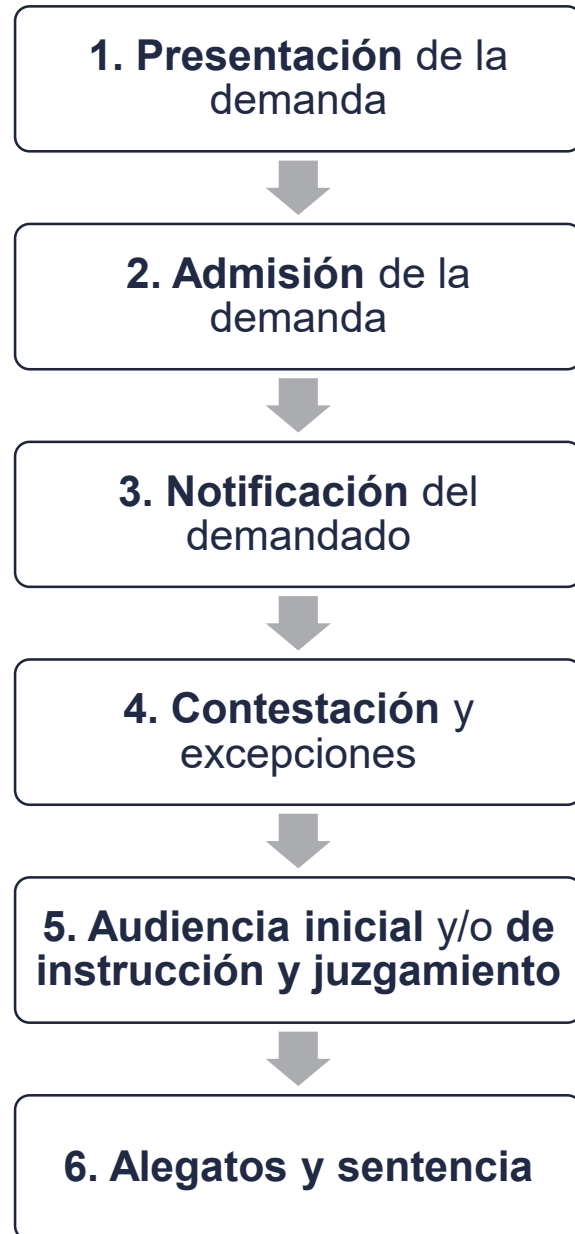 1. Presentación de la
demanda
2. Admisión de la
demanda
3. Notificación del
demandado
4. Contestación y
excepciones
5. Audiencia inicial y/o de
instrucción y juzgamiento
6. Alegatos y sentencia